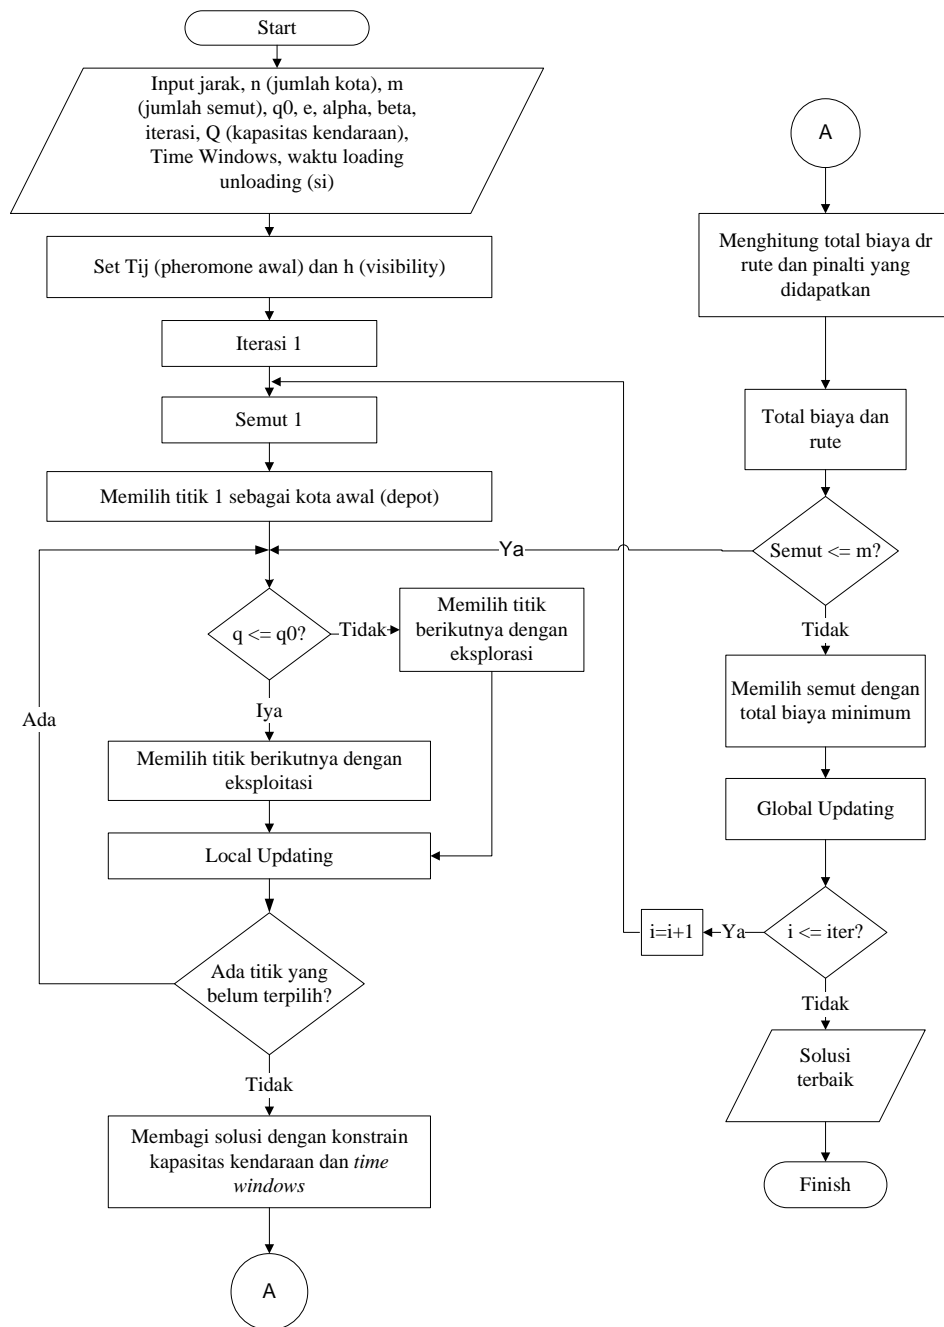 Start
Input jarak, n (jumlah kota), m
(jumlah semut), q0, e, alpha, beta,
iterasi, Q (kapasitas kendaraan),
Time Windows, waktu loading
unloading (si)
Set Tij (pheromone awal) dan h (visibility)
Iterasi 1
Semut 1
Memilih titik 1 sebagai kota awal (depot)
q <= q0?
Tidak
Memilih titik
berikutnya dengan
eksplorasi
Iya
Ada
Memilih titik berikutnya dengan
eksploitasi
Local Updating
Ada titik yang
belum terpilih?
Tidak
Membagi solusi dengan konstrain
kapasitas kendaraan dan time
windows
A
A
Menghitung total biaya dr
rute dan pinalti yang
didapatkan
Total biaya dan
rute
Semut <= m?
Ya
Tidak
Memilih semut dengan
total biaya minimum
Global Updating
i <= iter?
Ya
i=i+1
Tidak
Solusi
terbaik
Finish